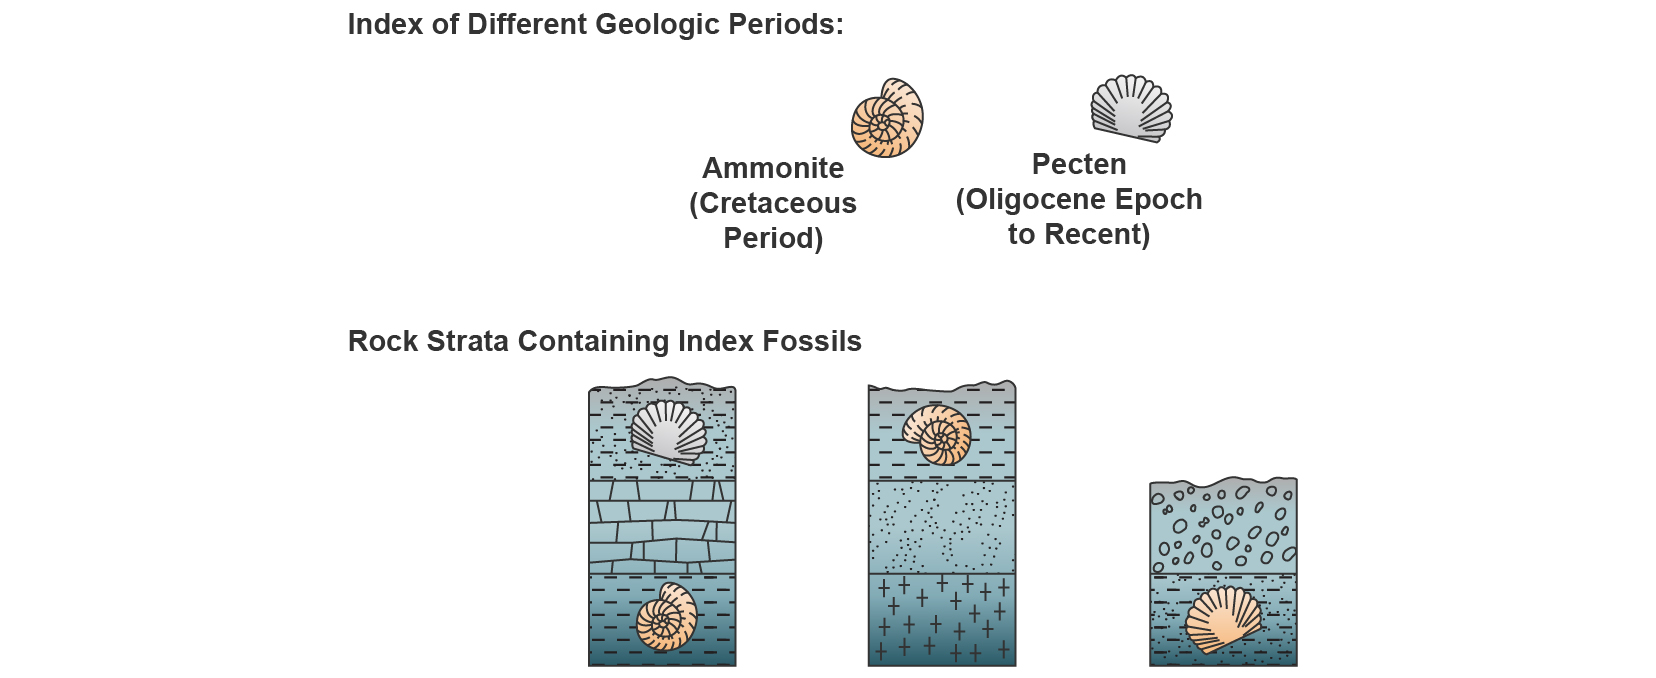 Index of Different Geologic Periods:
Ammonite
(Cretaceous
Period)
Pecten
(Oligocene Epoch
to Recent)
Rock Strata Containing Index Fossils